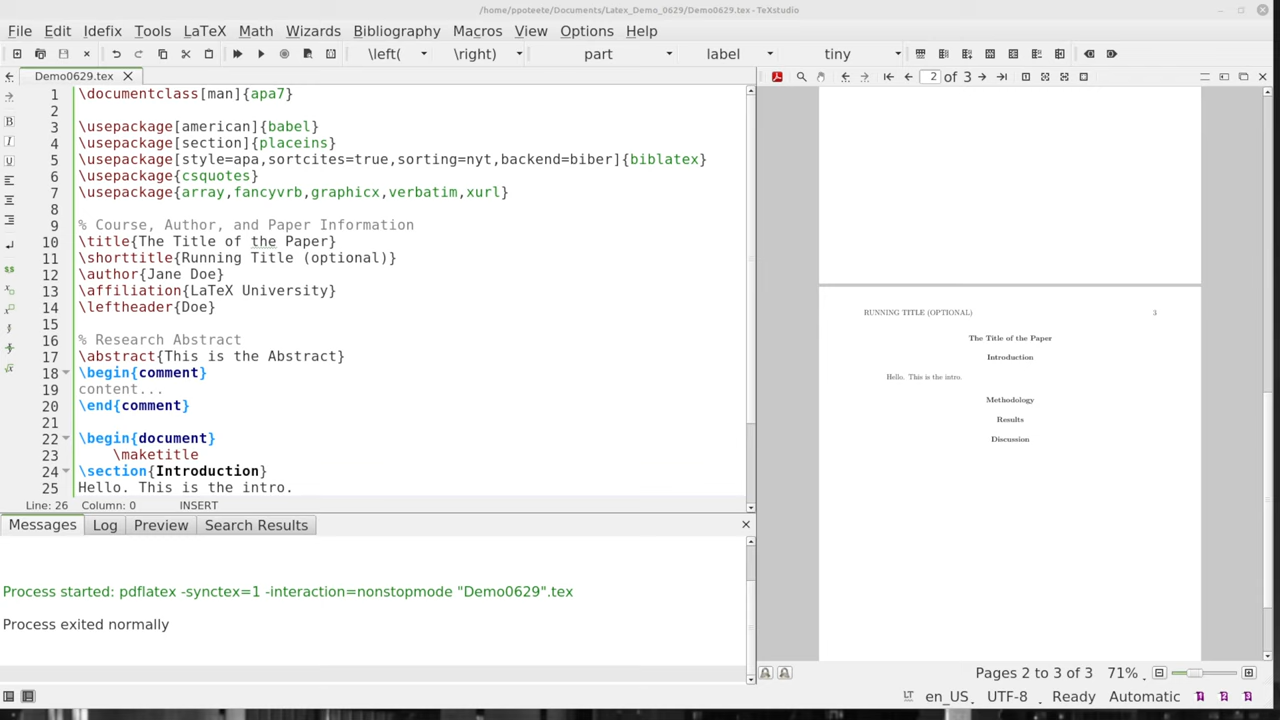 /home/ppoteete/Documents/Latex_Demo_0629/Demo0629.tex - TeXstudio
File Edit Idefix Tools LaTeX Math Wizards Bibliography Macros View Options Help
\left( \right) part label tiny
Demo0629.tex
2 of 3
1 \documentclass[man]{apa7}
2
3 \usepackage[american]{babel}
4 \usepackage[section]{placeins}
5 \usepackage[style=apa,sortcites=true,sorting=nyt,backend=biber]{biblatex}
6 \usepackage{csquotes}
7 \usepackage{array,fancyvrb,graphicx,verbatim,xurl}
8
9 % Course, Author, and Paper Information
10 \title{The Title of the Paper}
11 \shorttitle{Running Title (optional)}
12 \author{Jane Doe}
13 \affiliation{LaTeX University}
14 \leftheader{Doe}
15
16 % Research Abstract
17 \abstract{This is the Abstract}
18 \begin{comment}
19 content...
20 \end{comment}
21
22 \begin{document}
23 \maketitle
24 \section{Introduction}
25 Hello. This is the intro.
Line: 26 Column: 0 INSERT
Messages Log Preview Search Results
Process started: pdflatex -synctex=1 -interaction=nonstopmode "Demo0629".tex
Process exited normally
RUNNING TITLE (OPTIONAL) 3
The Title of the Paper
Introduction
Hello. This is the intro.
Methodology
Results
Discussion
Pages 2 to 3 of 3 71%
en_US UTF-8 Ready Automatic